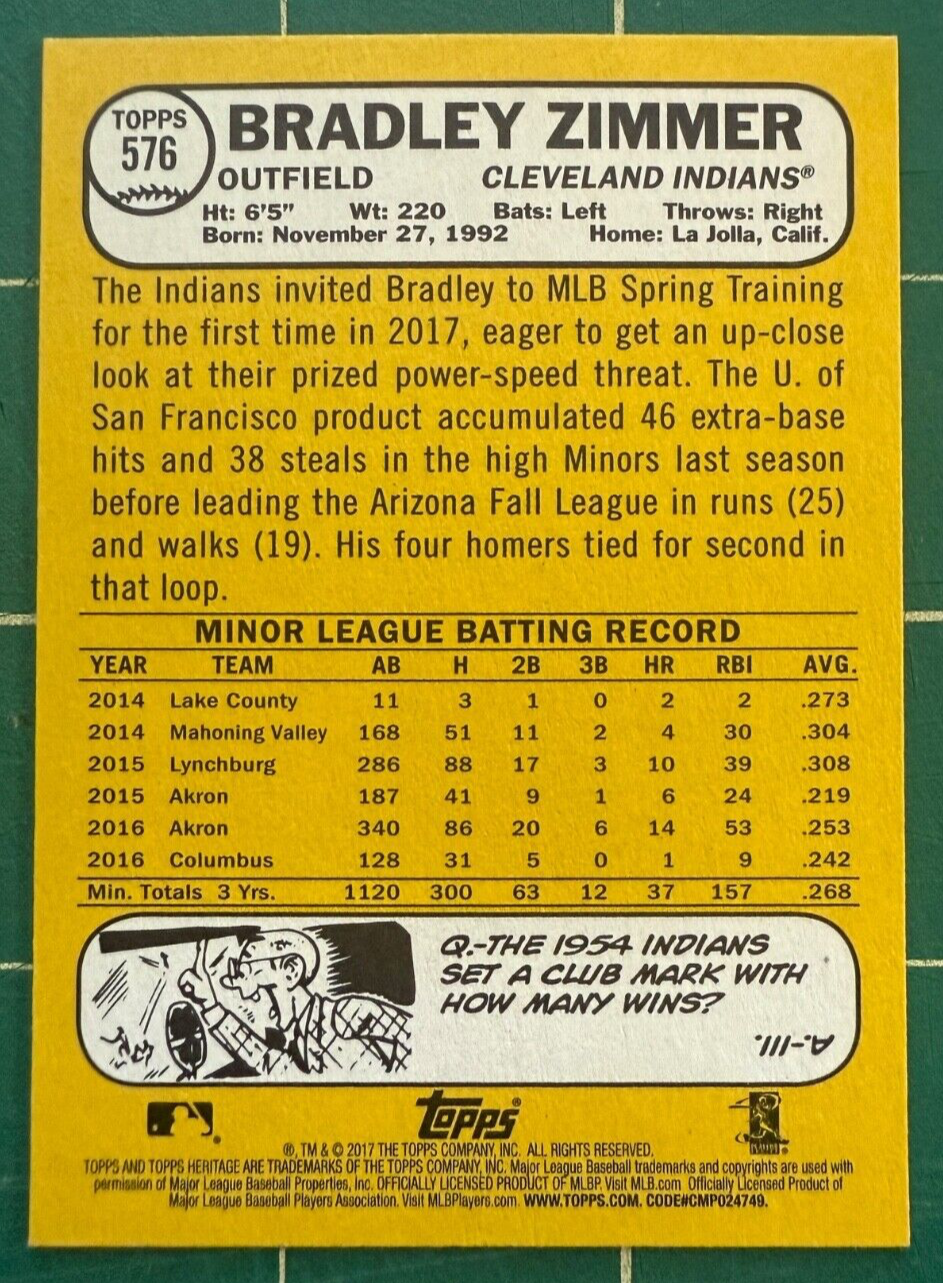 TOPPS
576
BRADLEY ZIMMER
OUTFIELD CLEVELAND INDIANS®
Ht: 6'5" Wt: 220 Bats: Left Throws: Right
Born: November 27, 1992 Home: La Jolla, Calif.
The Indians invited Bradley to MLB Spring Training
for the first time in 2017, eager to get an up-close
look at their prized power-speed threat. The U. of
San Francisco product accumulated 46 extra-base
hits and 38 steals in the high Minors last season
before leading the Arizona Fall League in runs (25)
and walks (19). His four homers tied for second in
that loop.
MINOR LEAGUE BATTING RECORD
YEAR TEAM AB H 2B 3B HR RBI AVG.
2014 Lake County 11 3 1 0 2 2 .273
2014 Mahoning Valley 168 51 11 2 4 30 .304
2015 Lynchburg 286 88 17 3 10 39 .308
2015 Akron 187 41 9 1 6 24 .219
2016 Akron 340 86 20 6 14 53 .253
2016 Columbus 128 31 5 0 1 9 .242
Min. Totals 3 Yrs. 1120 300 63 12 37 157 .268
Q.-THE 1954 INDIANS
SET A CLUB MARK WITH
HOW MANY WINS?
A.-111.
Topps®
®, TM & © 2017 THE TOPPS COMPANY, INC. ALL RIGHTS RESERVED.
TOPPS AND TOPPS HERITAGE ARE TRADEMARKS OF THE TOPPS COMPANY, INC. Major League Baseball trademarks and copyrights are used with
permission of Major League Baseball Properties, Inc. OFFICIALLY LICENSED PRODUCT OF MLBP. Visit MLB.com Officially Licensed Product of
Major League Baseball Players Association. Visit MLBPlayers.com. WWW.TOPPS.COM. CODE#CMP024749.